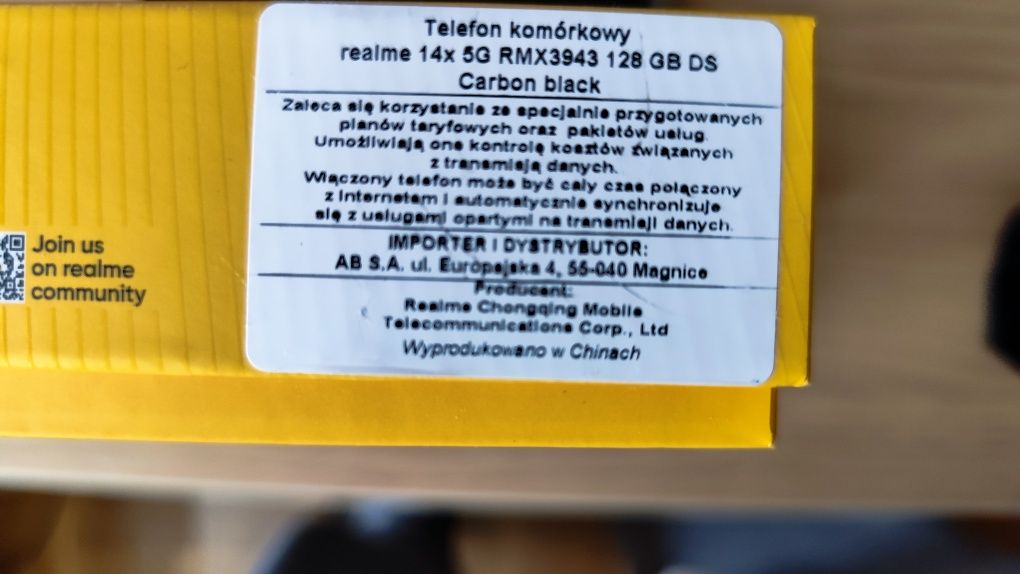 Telefon komórkowy
realme 14x 5G RMX3943 128 GB DS
Carbon black
Zaleca się korzystanie ze specjalnie przygotowanych
planów taryfowych oraz pakietów usług.
Umożliwiają one kontrolę kosztów związanych
z transmisją danych.
Włączony telefon może być cały czas połączony
z Internetem i automatycznie synchronizuje
się z usługami opartymi na transmisji danych.
IMPORTER I DYSTRYBUTOR:
AB S.A. ul. Europejska 4, 55-040 Magnice
Producent:
Realme Chongqing Mobile
Telecommunications Corp., Ltd
Wyprodukowano w Chinach
Join us
on realme
community